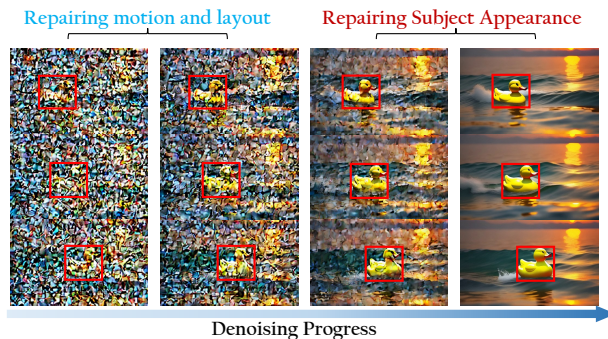 Repairing motion and layout
Repairing Subject Appearance
Denoising Progress